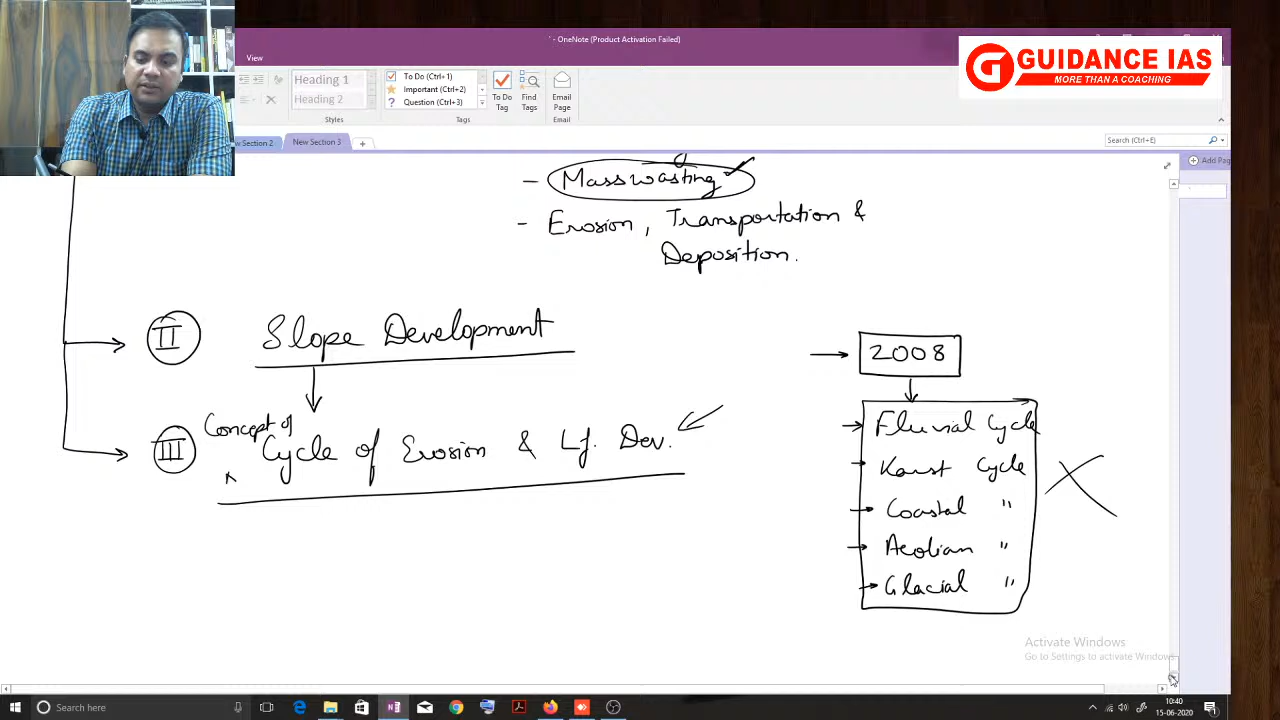 ' - OneNote (Product Activation Failed)
GUIDANCE IAS
MORE THAN A COACHING
View
Heading 1
Heading 2
Styles
To Do (Ctrl+1)
Important (Ctrl+2)
Question (Ctrl+3)
Tags
To Do Tag
Find Tags
Email Page
Email
Section 2
New Section 3
Search (Ctrl+E)
Add Pag
- Masswasting
- Erosion, Transportation &
Deposition.
II Slope Development
2008
Concept of
III Cycle of Erosion & Lf. Dev.
Fluvial Cycle
Karst Cycle
Coastal "
Aeolian "
Glacial "
Activate Windows
Go to Settings to activate Windows.
Type here to search
10:40
15-06-2020